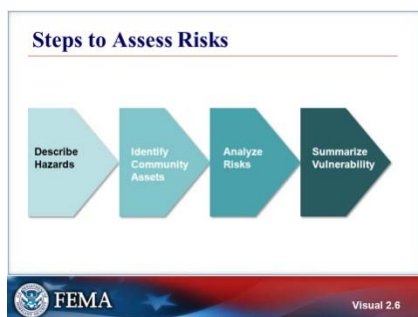 Steps to Assess Risks
Describe
Hazards
Identify
Community
Assets
Analyze
Risks
Summarize
Vulnerability
FEMA
Visual 2.6